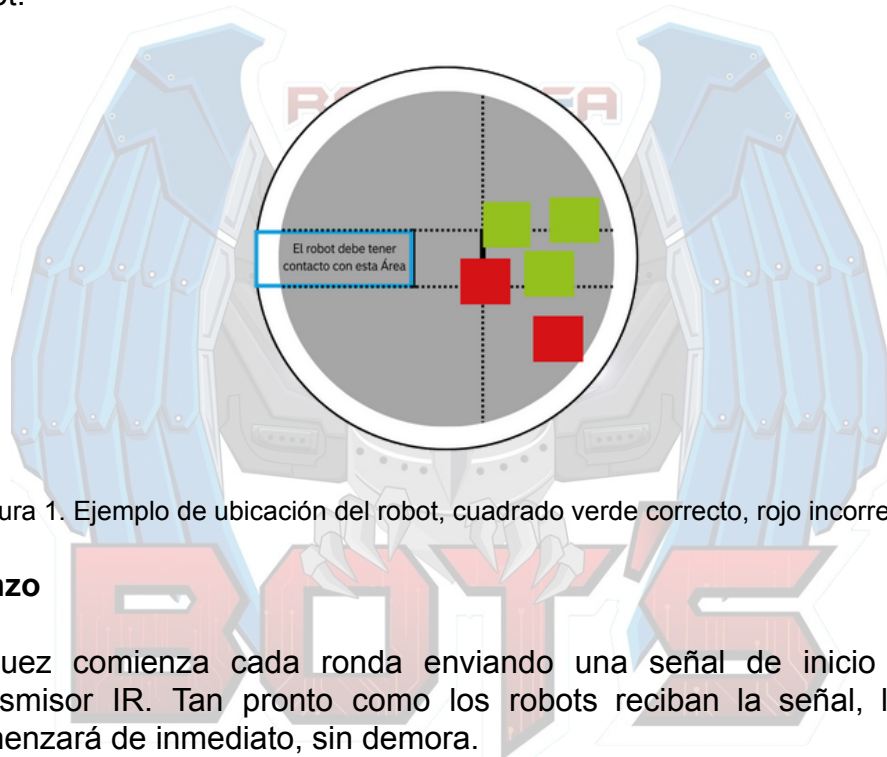 El robot debe tener
contacto con esta Área
ura 1. Ejemplo de ubicación del robot, cuadrado verde correcto, rojo incorre
nzo
uez comienza cada ronda enviando una señal de inicio
smisor IR. Tan pronto como los robots reciban la señal, l
menzará de inmediato, sin demora.
BOT'S